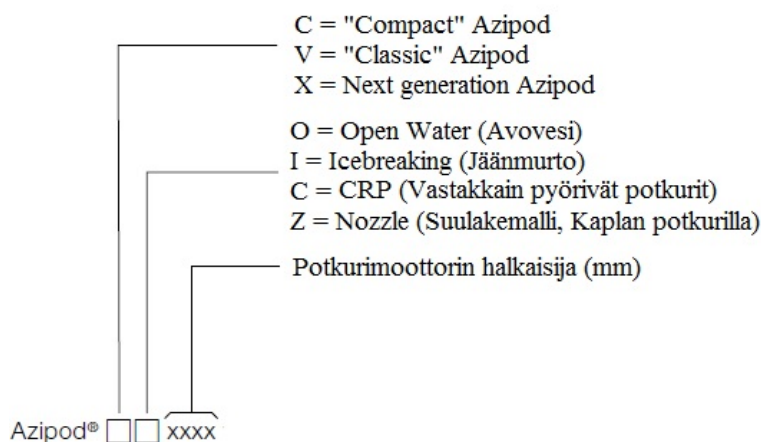 C = "Compact" Azipod
V = "Classic" Azipod
X = Next generation Azipod
O = Open Water (Avovesi)
I = Icebreaking (Jäänmurto)
C = CRP (Vastakkain pyörivät potkurit)
Z = Nozzle (Suulakemalli, Kaplan potkurilla)
Potkurimoottorin halkaisija (mm)
Azipod® □□ xxxx